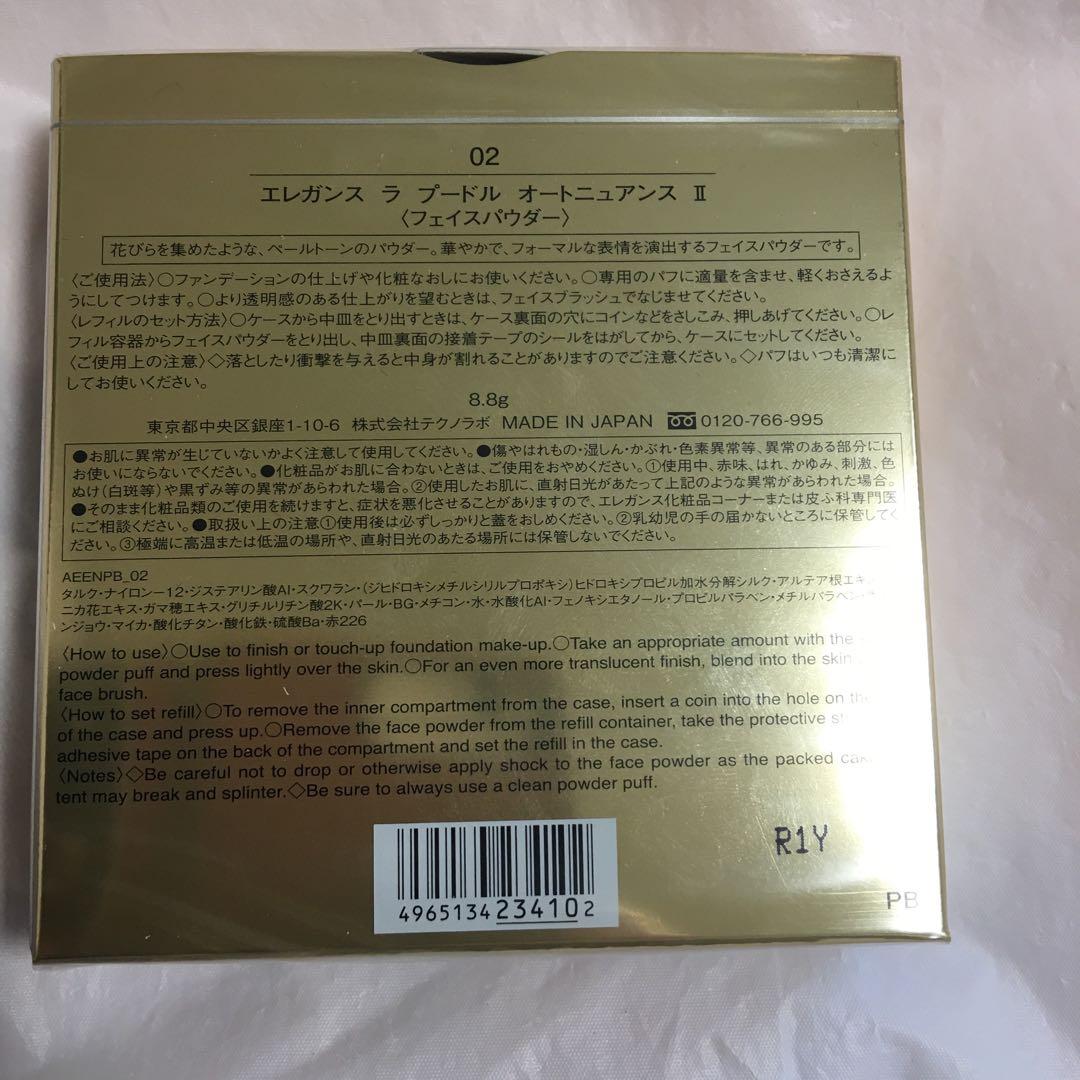 02
エレガンス ラ プードル オートニュアンス Ⅱ
〈フェイスパウダー〉
花びらを集めたような、ペールトーンのパウダー。華やかで、フォーマルな表情を演出するフェイスパウダーです。
〈ご使用法〉○ファンデーションの仕上げや化粧なおしにお使いください。○専用のパフに適量を含ませ、軽くおさえるよ
うにしてつけます。○より透明感のある仕上がりを望むときは、フェイスブラッシュでなじませてください。
〈レフィルのセット方法〉○ケースから中皿をとり出すときは、ケース裏面の穴にコインなどをさしこみ、押しあげてください。○レ
フィル容器からフェイスパウダーをとり出し、中皿裏面の接着テープのシールをはがしてから、ケースにセットしてください。
〈ご使用上の注意〉◇落としたり衝撃を与えると中身が割れることがありますのでご注意ください。◇パフはいつも清潔に
してお使いください。
8.8g
東京都中央区銀座1-10-6 株式会社テクノラボ MADE IN JAPAN 0120-766-995
●お肌に異常が生じていないかよく注意して使用してください。●傷やはれもの・湿しん・かぶれ・色素異常等、異常のある部分には
お使いにならないでください。●化粧品がお肌に合わないときは、ご使用をおやめください。①使用中、赤味、はれ、かゆみ、刺激、色
ぬけ(白斑等)や黒ずみ等の異常があらわれた場合。②使用したお肌に、直射日光があたって上記のような異常があらわれた場合。
●そのまま化粧品類のご使用を続けますと、症状を悪化させることがありますので、エレガンス化粧品コーナーまたは皮ふ科専門医
にご相談ください。●取扱い上の注意①使用後は必ずしっかりと蓋をおしめください。②乳幼児の手の届かないところに保管してく
ださい。③極端に高温または低温の場所や、直射日光のあたる場所には保管しないでください。
AEENPB_02
タルク・ナイロン-12・ジステアリン酸Al・スクワラン・(ジヒドロキシメチルシリルプロポキシ)ヒドロキシプロピル加水分解シルク・アルテア根エキ
ニカ花エキス・ガマ穂エキス・グリチルリチン酸2K・パール・BG・メチコン・水・水酸化Al・フェノキシエタノール・プロピルパラベン・メチルパラベン・
ンジョウ・マイカ・酸化チタン・酸化鉄・硫酸Ba・赤226
〈How to use〉○Use to finish or touch-up foundation make-up.○Take an appropriate amount with the
powder puff and press lightly over the skin.○For an even more translucent finish, blend into the skin
face brush.
〈How to set refill〉○To remove the inner compartment from the case, insert a coin into the hole on the
of the case and press up.○Remove the face powder from the refill container, take the protective
adhesive tape on the back of the compartment and set the refill in the case.
〈Notes〉◇Be careful not to drop or otherwise apply shock to the face powder as the packed
tent may break and splinter.◇Be sure to always use a clean powder puff.
R1Y
PB
4965134234102